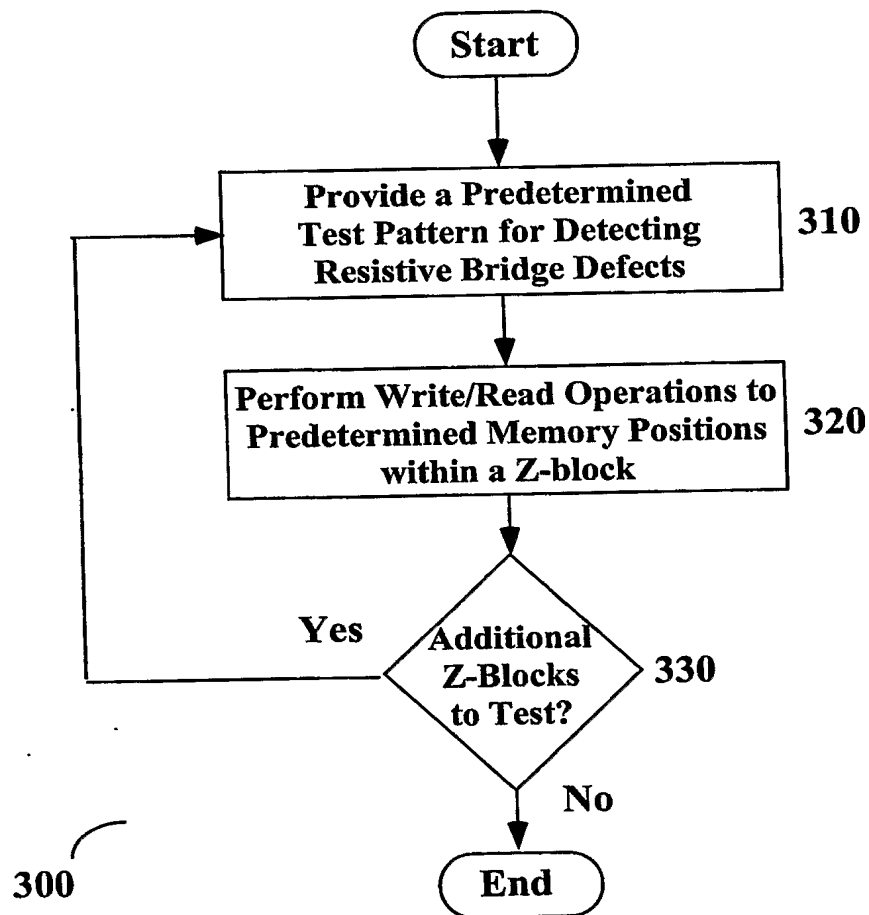 Start
Provide a Predetermined
Test Pattern for Detecting
Resistive Bridge Defects
310
Perform Write/Read Operations to
Predetermined Memory Positions
within a Z-block
320
Yes
Additional
Z-Blocks
to Test?
330
No
End
300